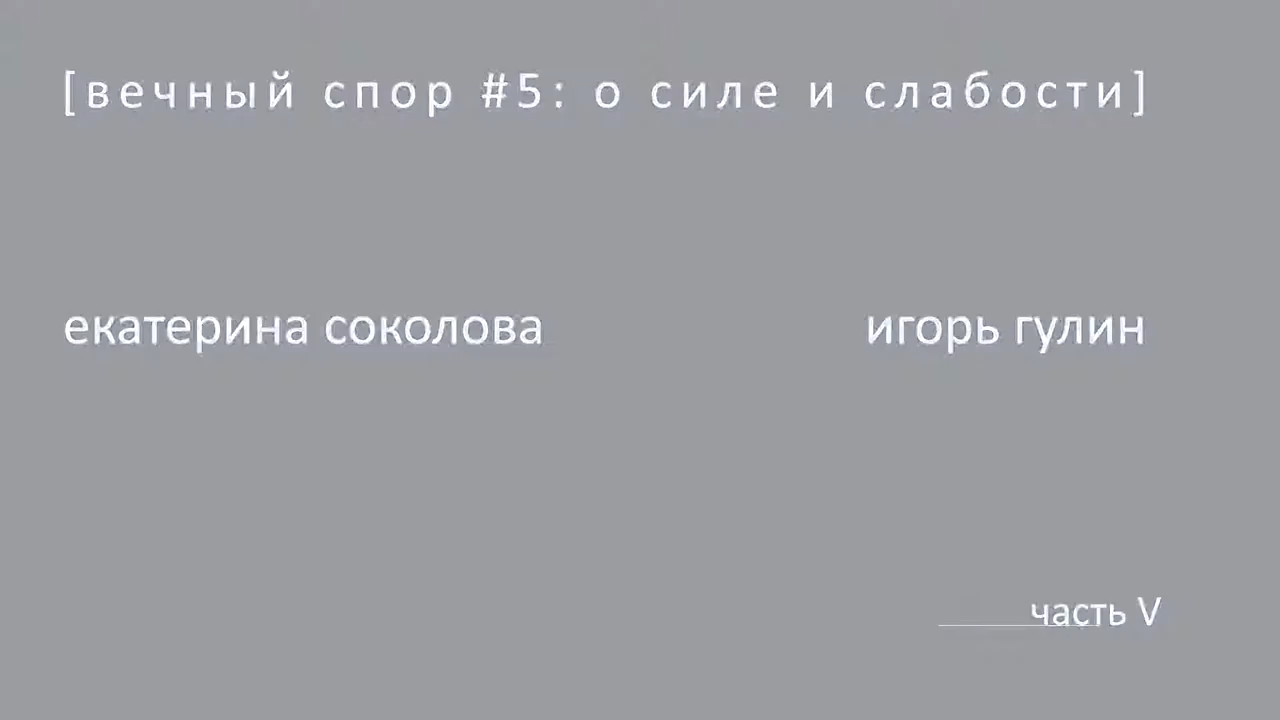 [вечный спор #5: о силе и слабости]
екатерина соколова игорь гулин
часть V